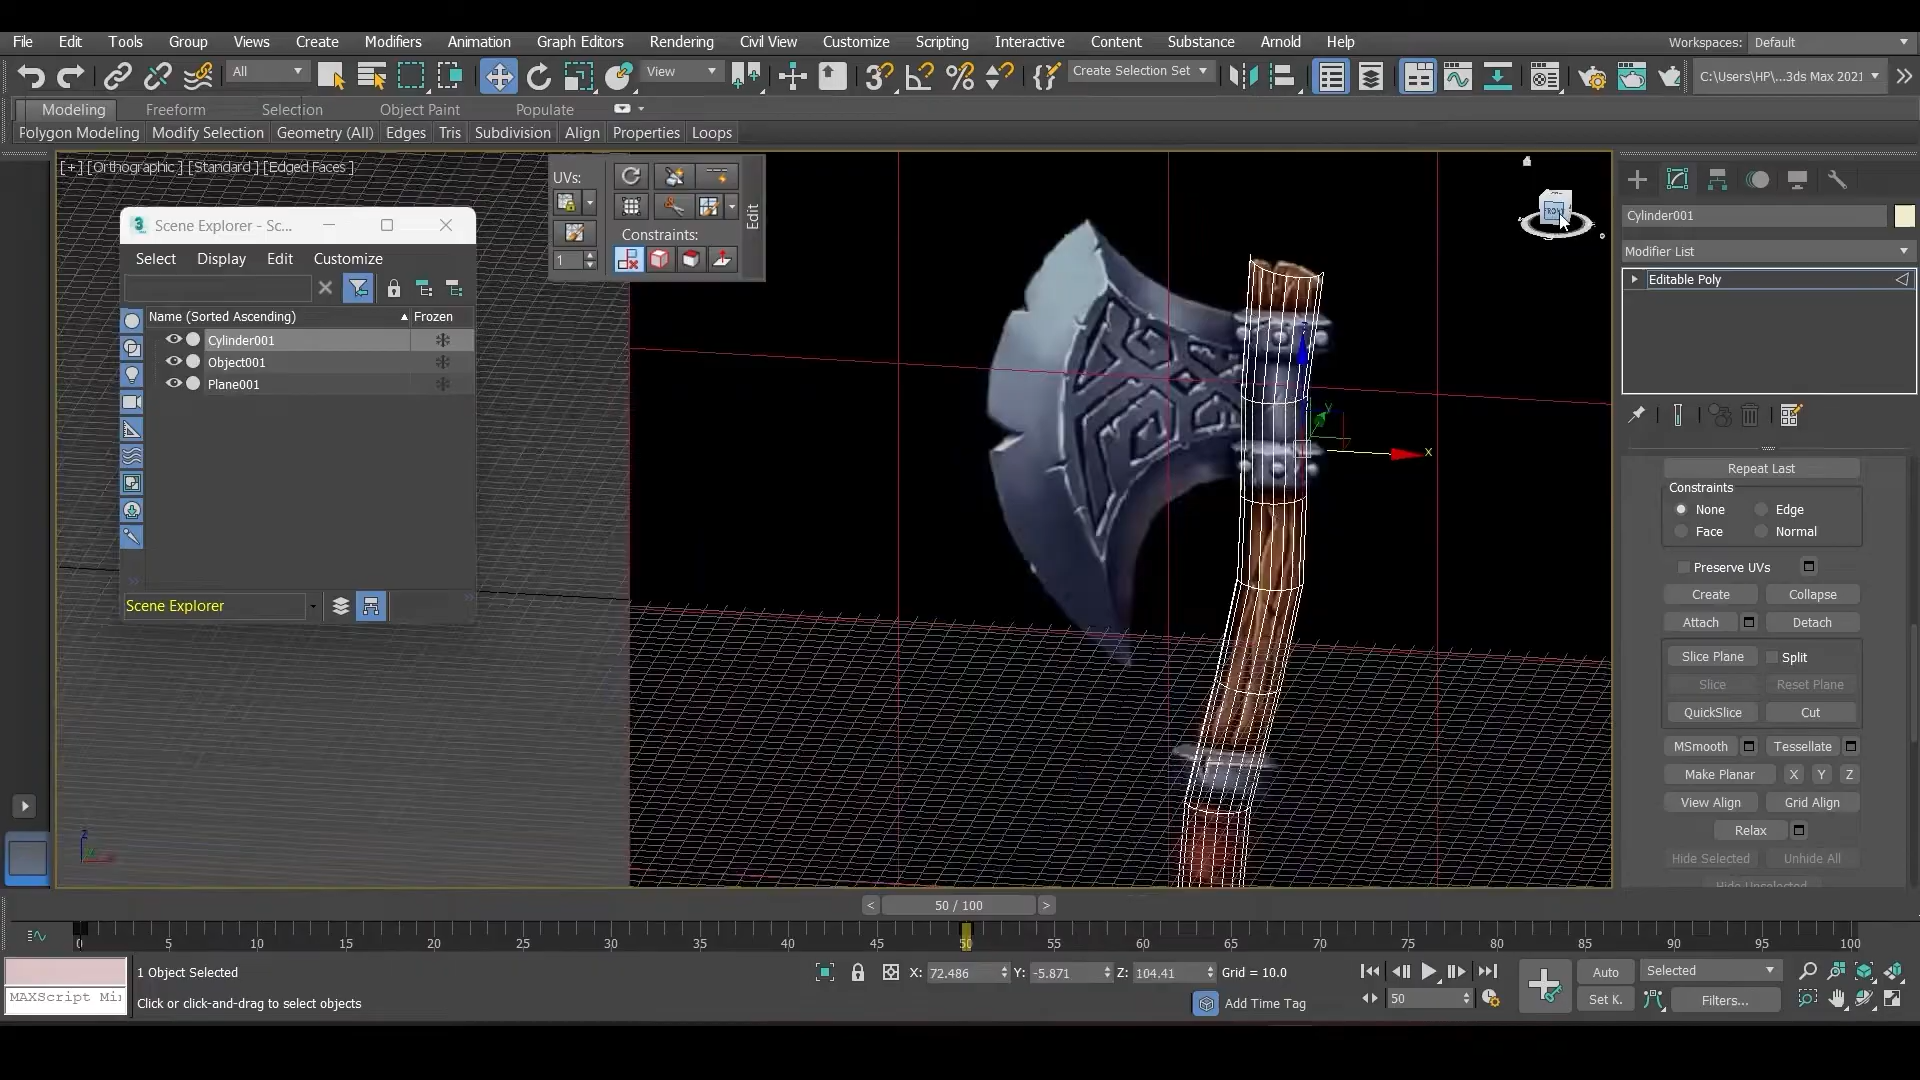 File Edit Tools Group Views Create Modifiers Animation Graph Editors Rendering Civil View Customize Scripting Interactive Content Substance Arnold Help Workspaces: Default
All View Create Selection Set C:\Users\HP\...3ds Max 2021
Modeling Freeform Selection Object Paint Populate
Polygon Modeling Modify Selection Geometry (All) Edges Tris Subdivision Align Properties Loops
[+] [Orthographic ] [Standard ] [Edged Faces ]
UVs:
Constraints:
1
Edit
Scene Explorer - Sc...
Select Display Edit Customize
Name (Sorted Ascending) Frozen
Cylinder001
Object001
Plane001
Scene Explorer
FRONT
x
y
z
Cylinder001
Modifier List
Editable Poly
Repeat Last
Constraints
None Edge
Face Normal
Preserve UVs
Create Collapse
Attach Detach
Slice Plane Split
Slice Reset Plane
QuickSlice Cut
MSmooth Tessellate
Make Planar X Y Z
View Align Grid Align
Relax
Hide Selected Unhide All
Hide Unselected
< 50 / 100 >
0 5 10 15 20 25 30 35 40 45 50 55 60 65 70 75 80 85 90 95 100
1 Object Selected X: 72.486 Y: -5.871 Z: 104.41 Grid = 10.0 Auto Selected
MAXScript Mi
Click or click-and-drag to select objects Add Time Tag 50 Set K. Filters...